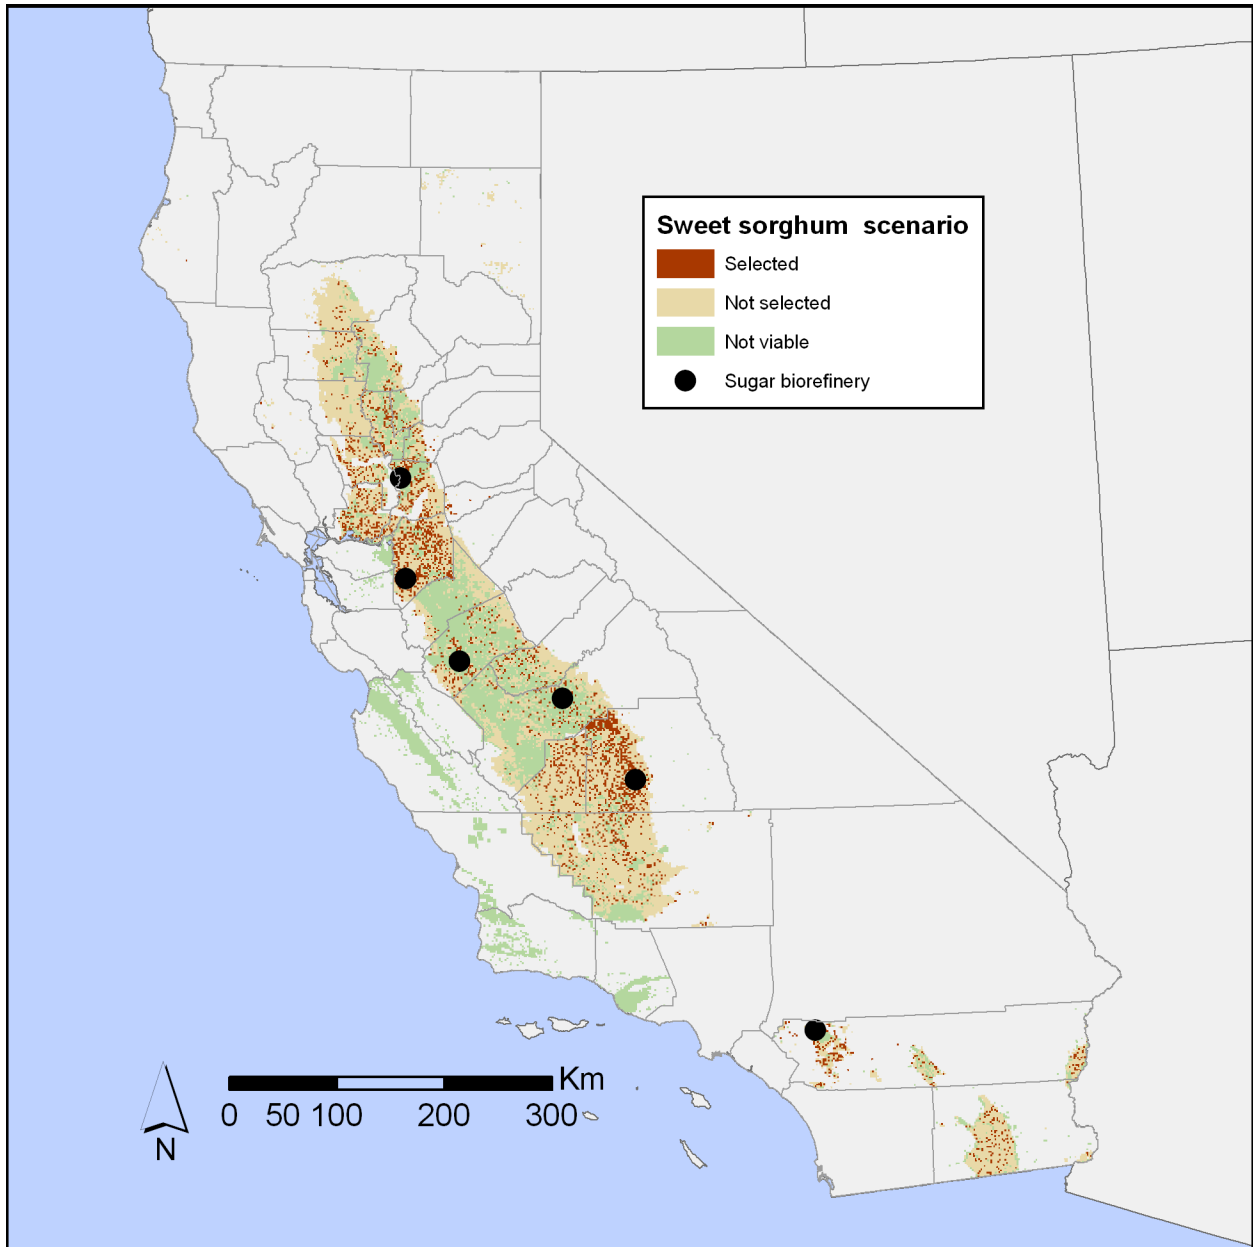 Sweet sorghum scenario
Selected
Not selected
Not viable
Sugar biorefinery
Km
0 50 100 200 300
N